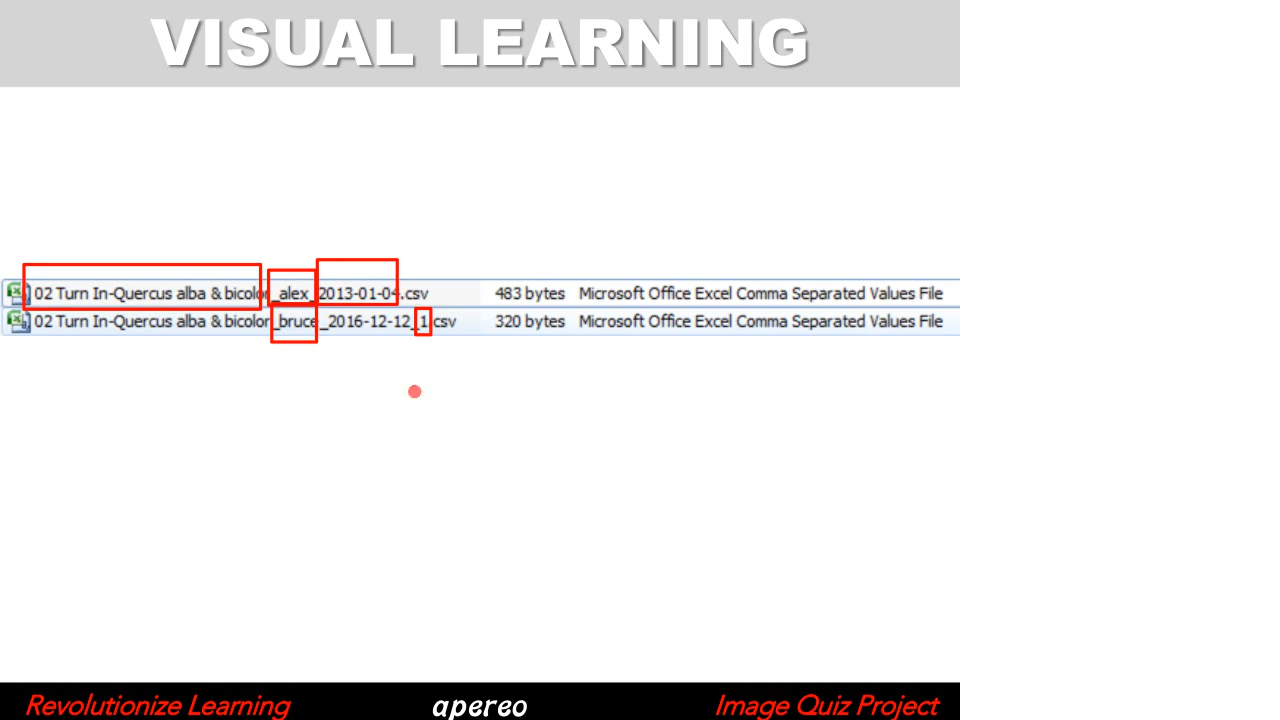 VISUAL LEARNING
02 Turn In-Quercus alba & bicolor_alex_2013-01-04.csv 483 bytes Microsoft Office Excel Comma Separated Values File
02 Turn In-Quercus alba & bicolor_bruce_2016-12-12_1.csv 320 bytes Microsoft Office Excel Comma Separated Values File
Revolutionize Learning apereo Image Quiz Project